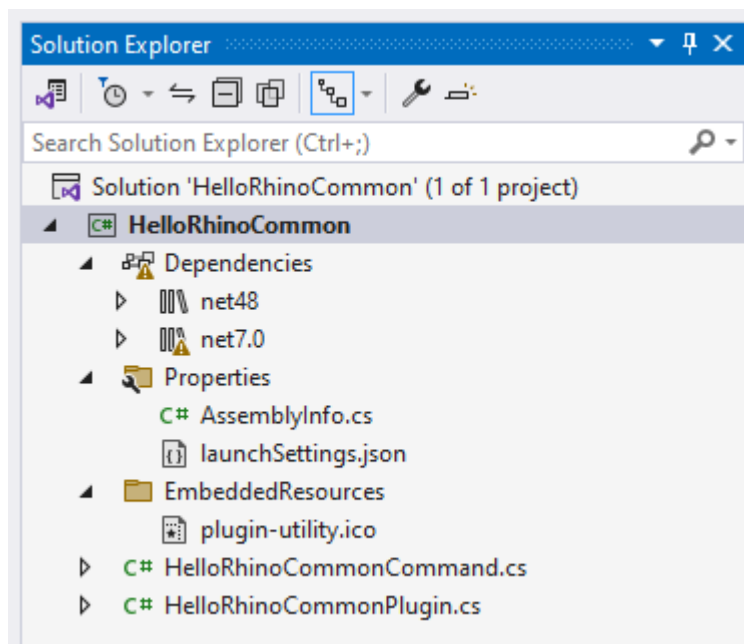 Solution Explorer
Search Solution Explorer (Ctrl+;)
Solution 'HelloRhinoCommon' (1 of 1 project)
C# HelloRhinoCommon
Dependencies
net48
net7.0
Properties
C# AssemblyInfo.cs
launchSettings.json
EmbeddedResources
plugin-utility.ico
C# HelloRhinoCommonCommand.cs
C# HelloRhinoCommonPlugin.cs